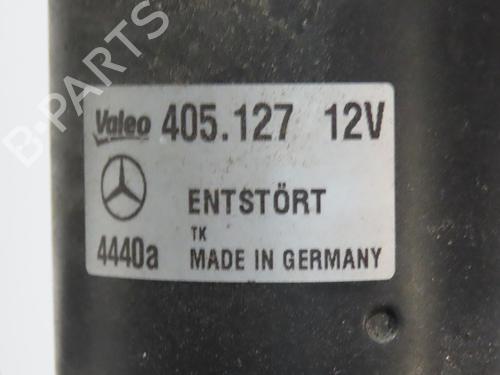 B-PARTS
Valeo 405.127 12V
ENTSTÖRT
TK
4440a MADE IN GERMANY